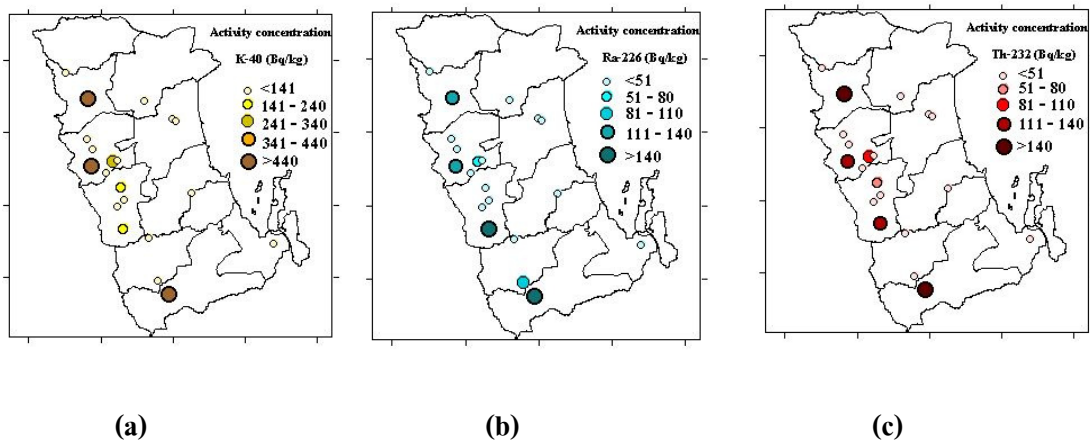 Activity concentration
K-40 (Bq/kg)
<141
141 - 240
241 - 340
341 - 440
>440
(a)
Activity concentration
Ra-226 (Bq/kg)
<51
51 - 80
81 - 110
111 - 140
>140
(b)
Activity concentration
Th-232 (Bq/kg)
<51
51 - 80
81 - 110
111 - 140
>140
(c)